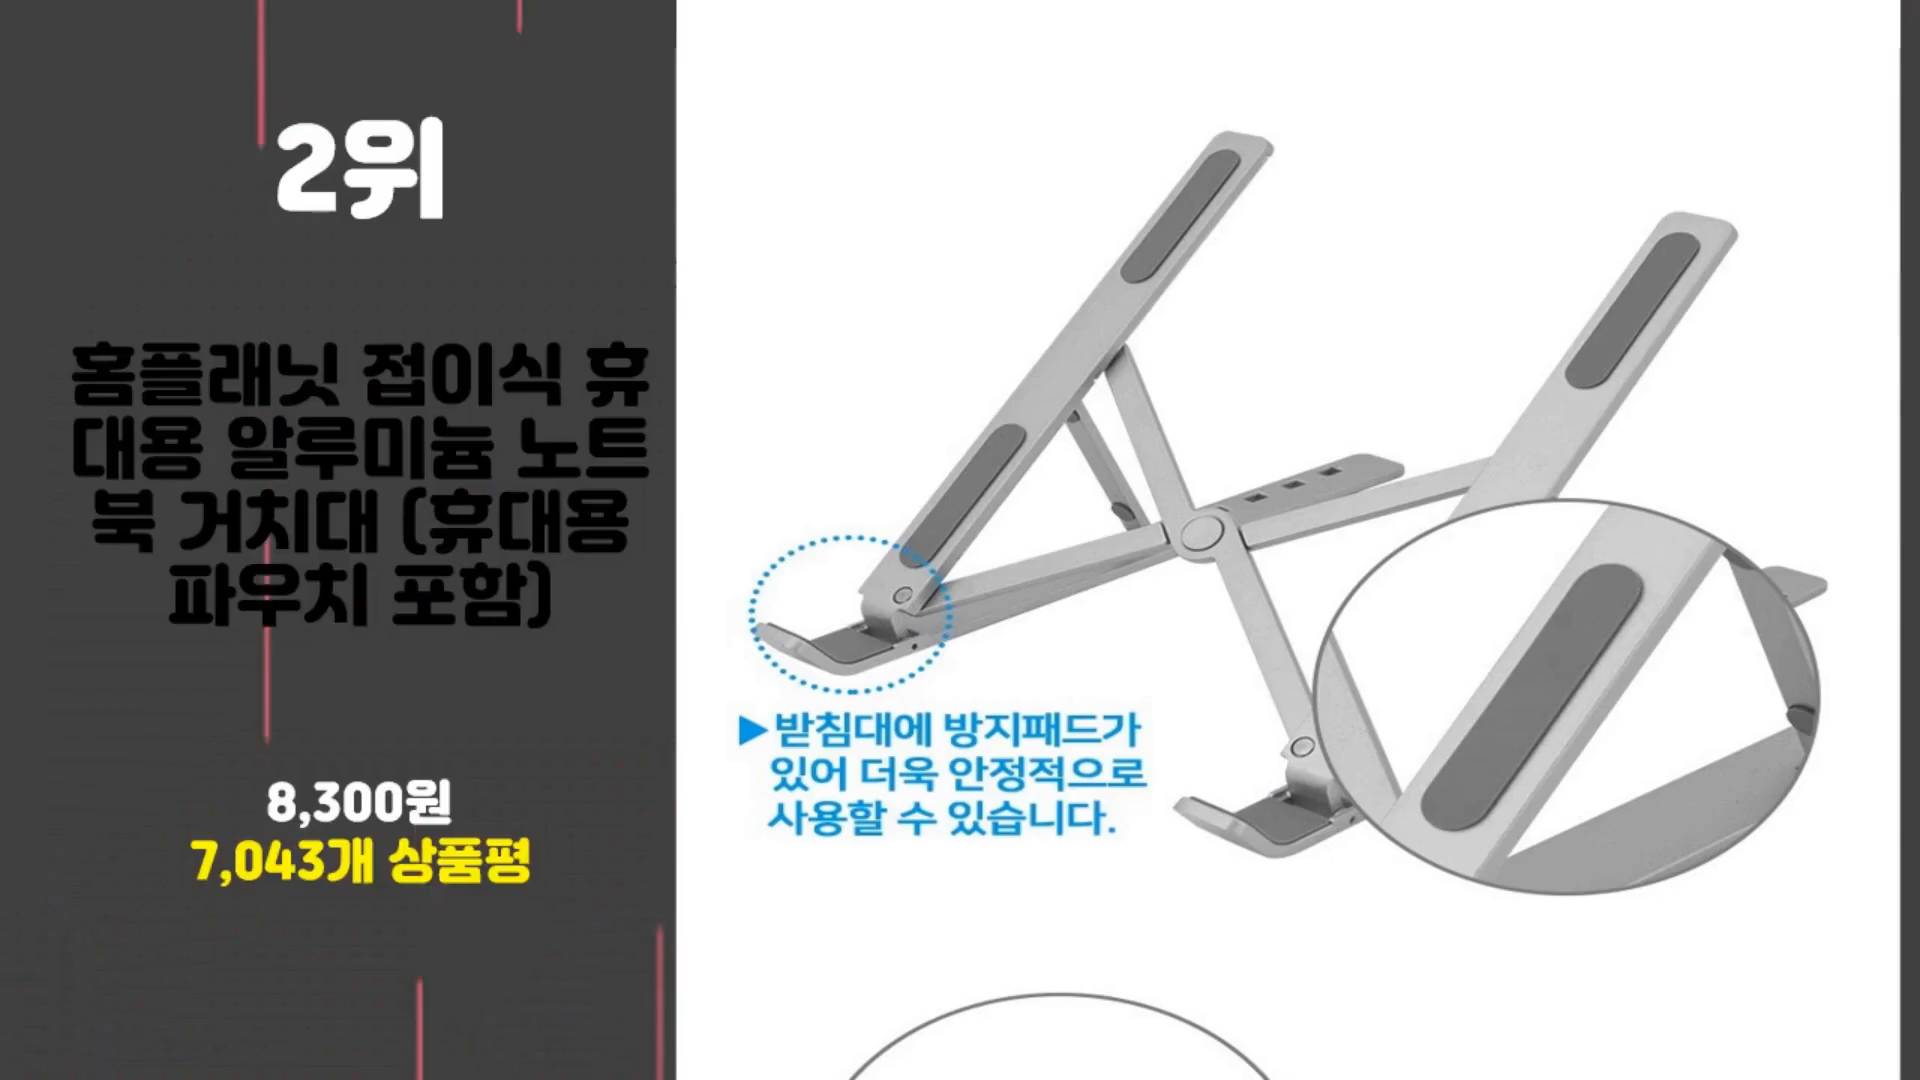 2위
홈플래닛 접이식 휴
대용 알루미늄 노트
북 거치대 (휴대용
파우치 포함)
8,300원
7,043개 상품평
▶받침대에 방지패드가
있어 더욱 안정적으로
사용할 수 있습니다.